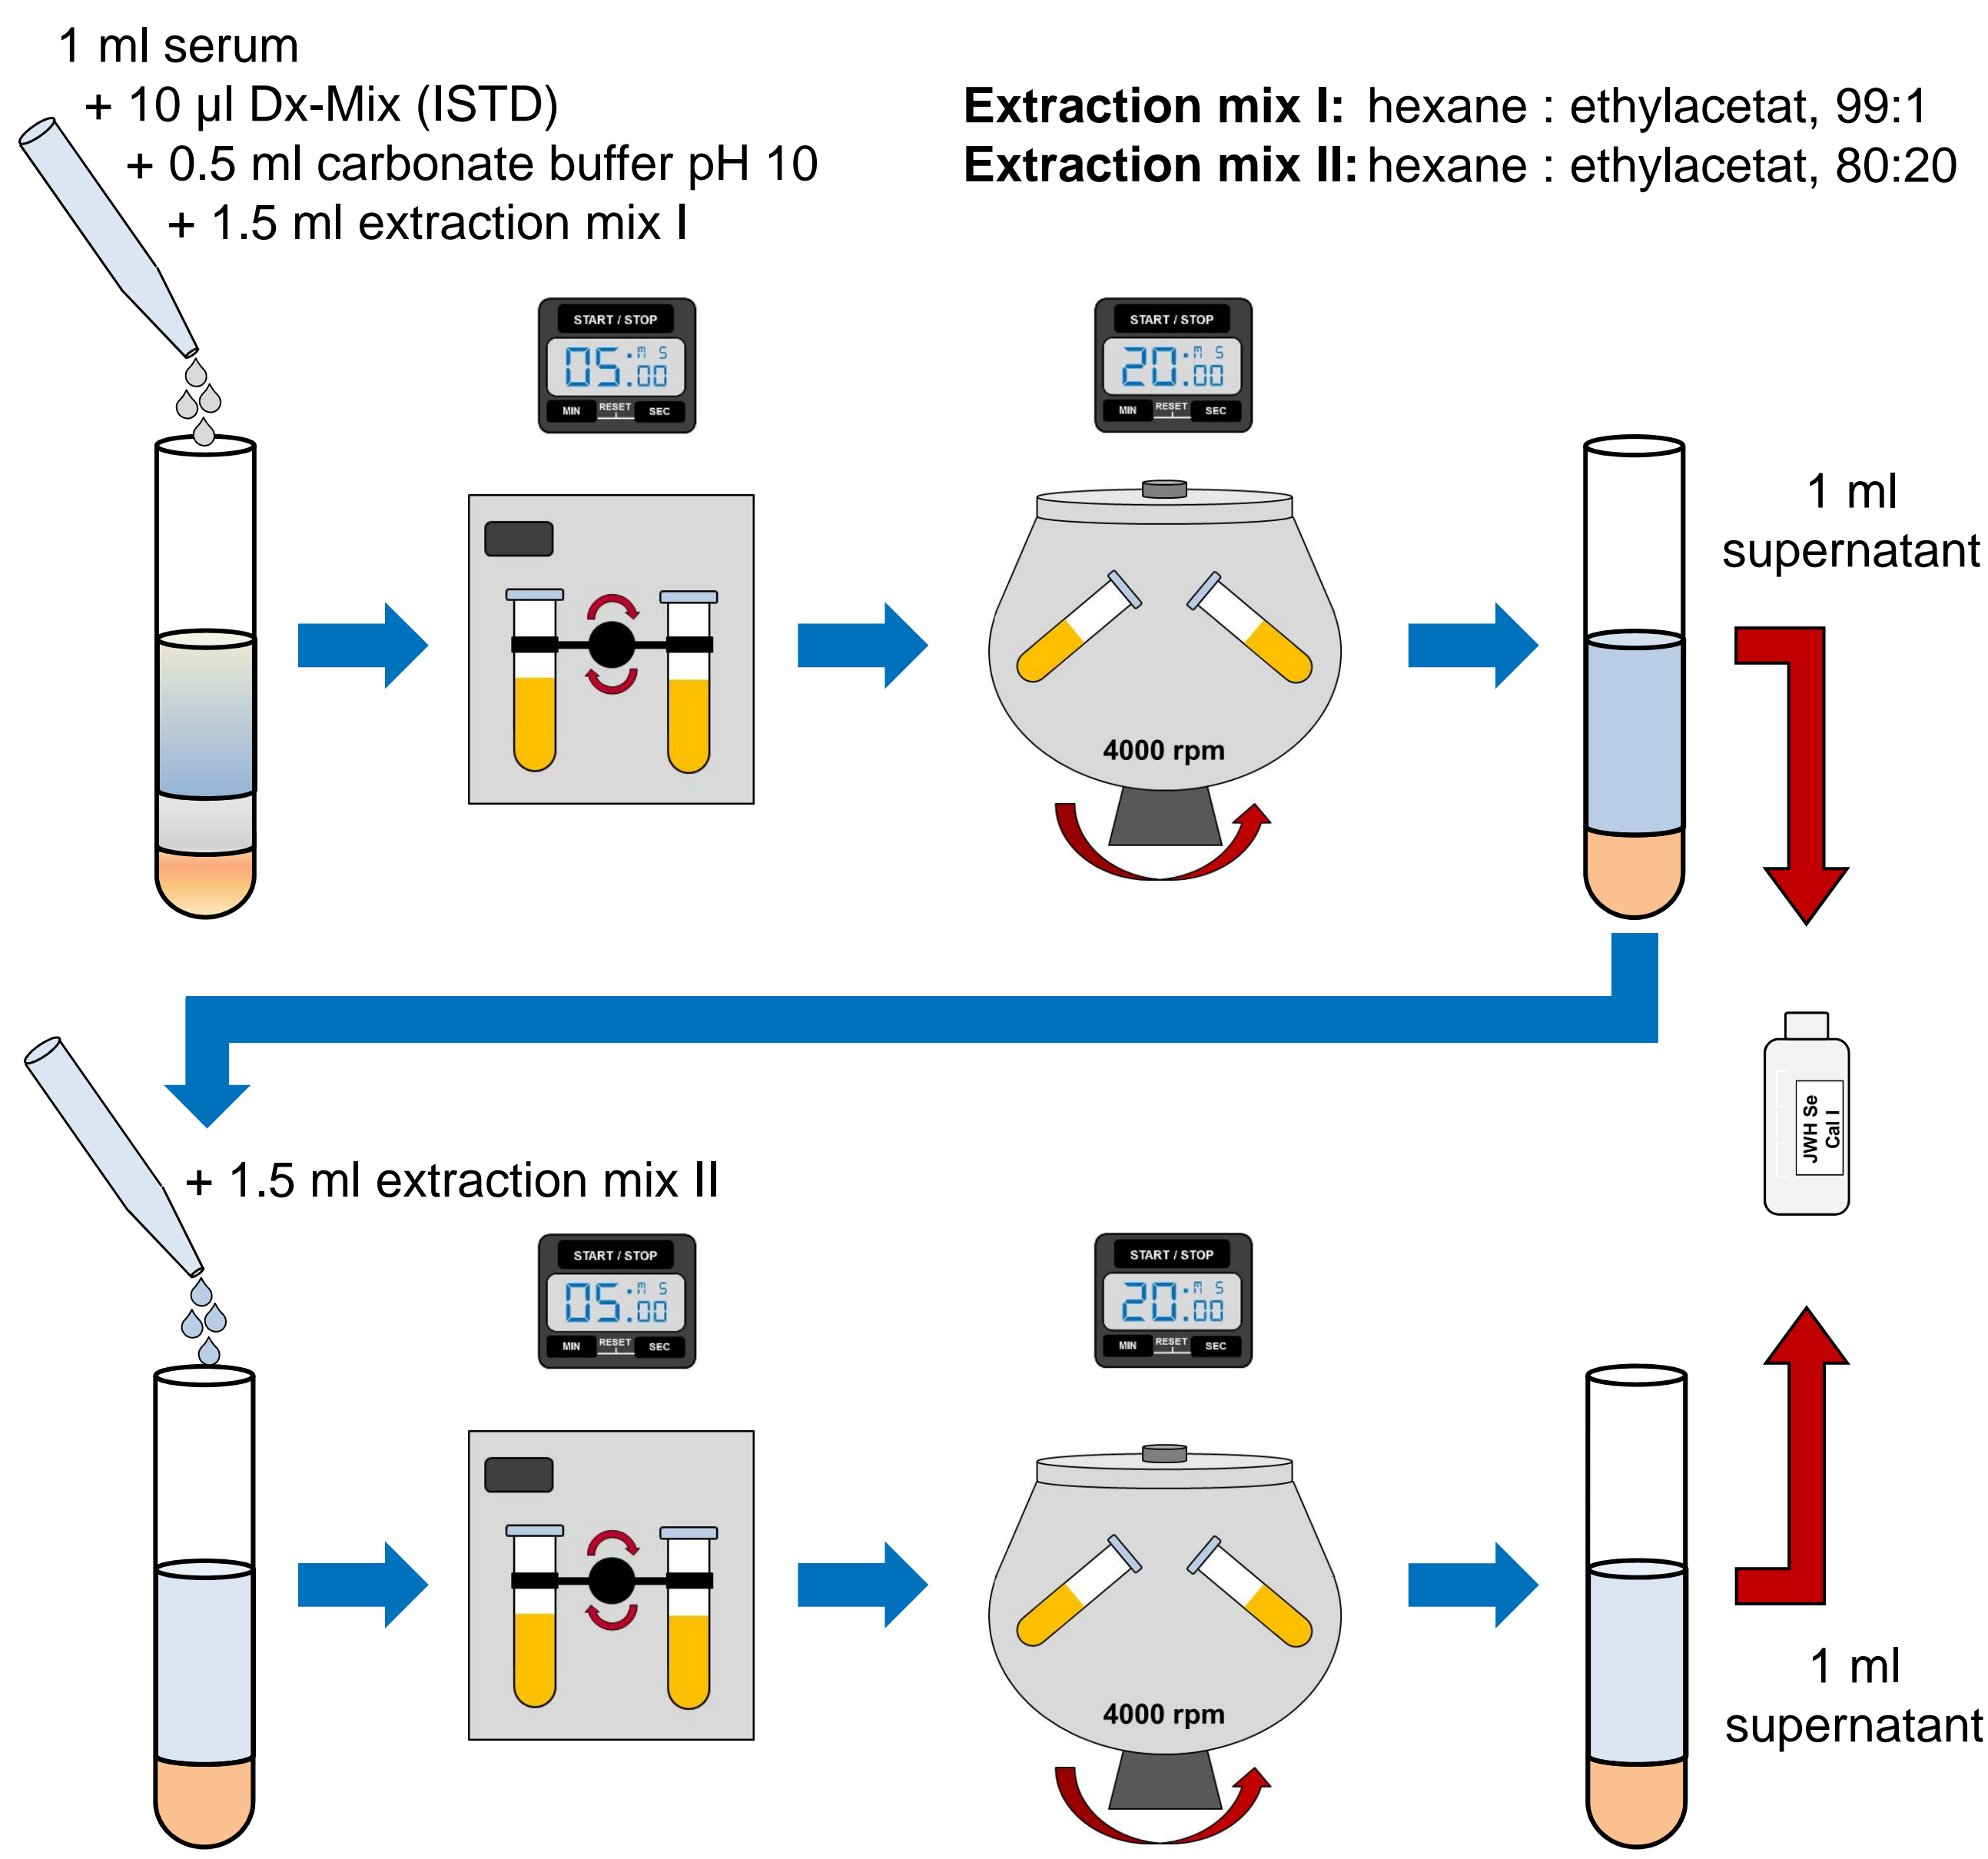 1 ml serum
+ 10 µl Dx-Mix (ISTD)
+ 0.5 ml carbonate buffer pH 10
+ 1.5 ml extraction mix I
Extraction mix I: hexane : ethylacetat, 99:1
Extraction mix II: hexane : ethylacetat, 80:20
START / STOP
05:00
M S
MIN RESET SEC
START / STOP
20:00
M S
MIN RESET SEC
4000 rpm
1 ml
supernatant
JWH Se
Cal I
+ 1.5 ml extraction mix II
START / STOP
05:00
M S
MIN RESET SEC
START / STOP
20:00
M S
MIN RESET SEC
4000 rpm
1 ml
supernatant